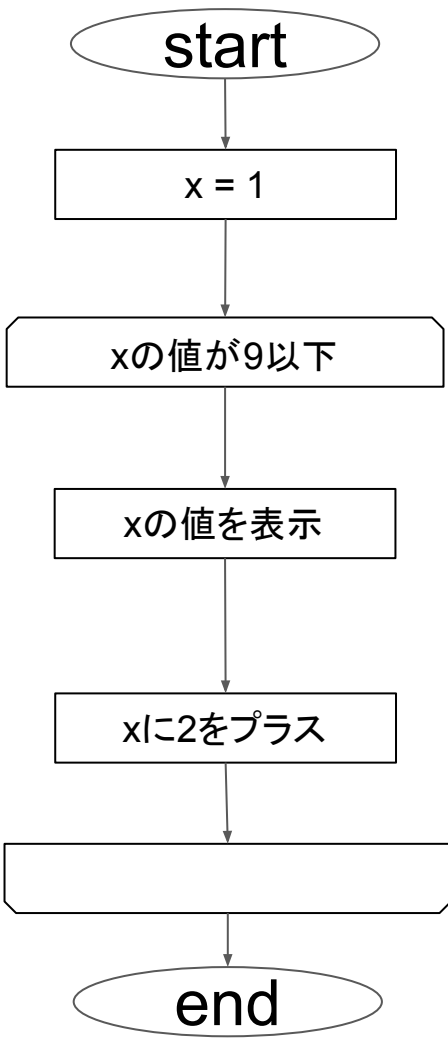 start
x = 1
xの値が9以下
xの値を表示
xに2をプラス
end